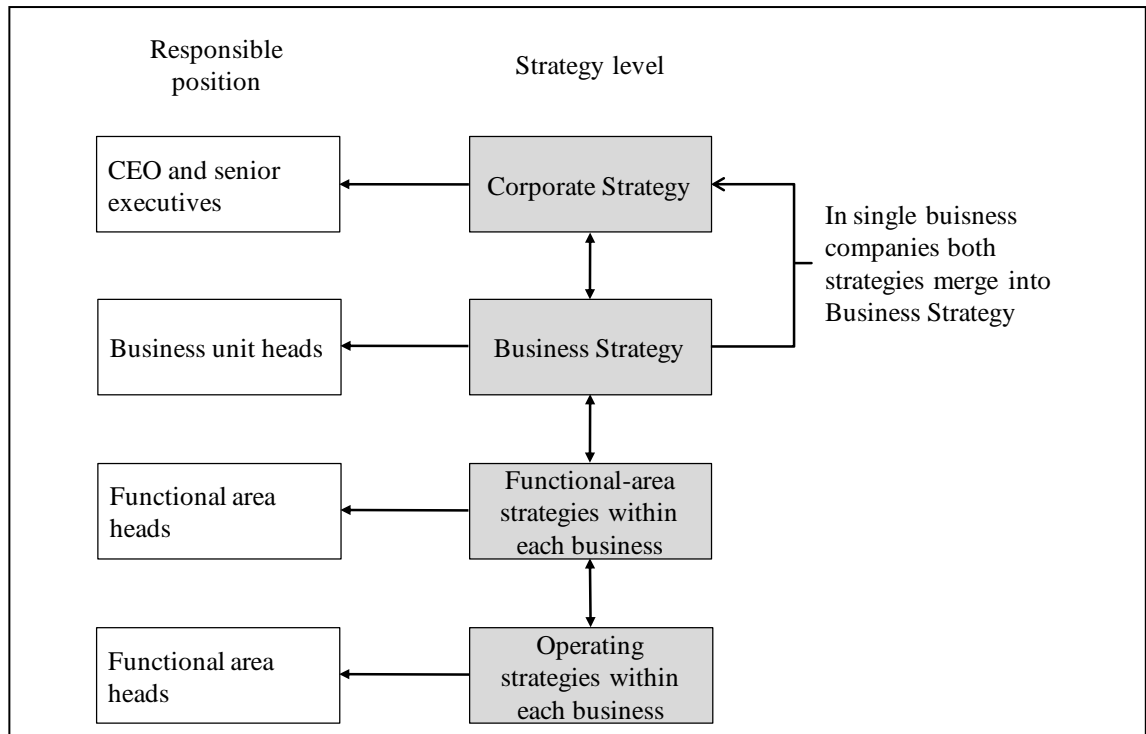 Responsible
position
Strategy level
CEO and senior
executives
Corporate Strategy
In single buisness
companies both
strategies merge into
Business Strategy
Business unit heads
Business Strategy
Functional area
heads
Functional-area
strategies within
each business
Functional area
heads
Operating
strategies within
each business